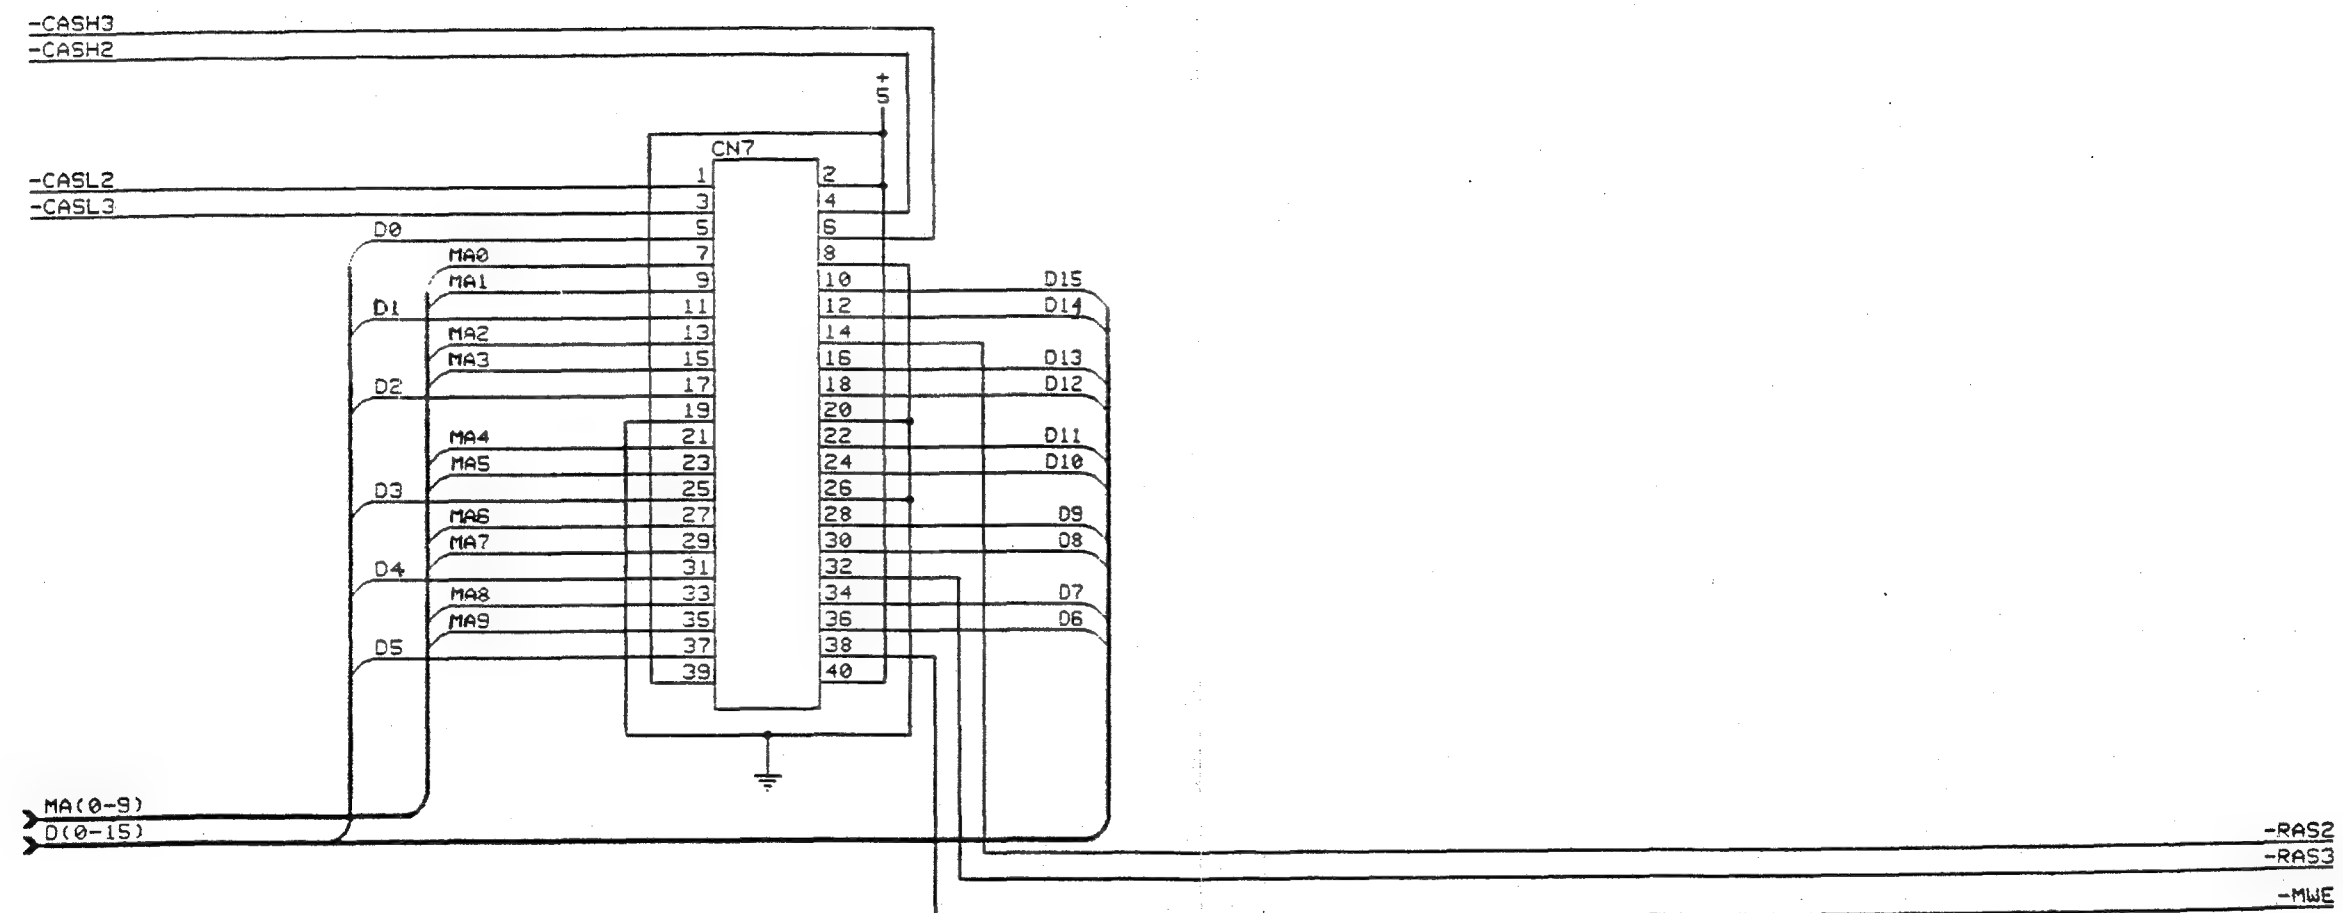 -CASH3
-CASH2
+
5
CN7
-CASL2 1 2
-CASL3 3 4
D0 5 6
MA0 7 8
MA1 9 10 D15
D1 11 12 D14
MA2 13 14
MA3 15 16 D13
D2 17 18 D12
19 20
MA4 21 22 D11
MA5 23 24 D10
D3 25 26
MA6 27 28 D9
MA7 29 30 D8
D4 31 32
MA8 33 34 D7
MA9 35 36 D6
D5 37 38
39 40
MA(0-9)
D(0-15)
-RAS2
-RAS3
-MWE